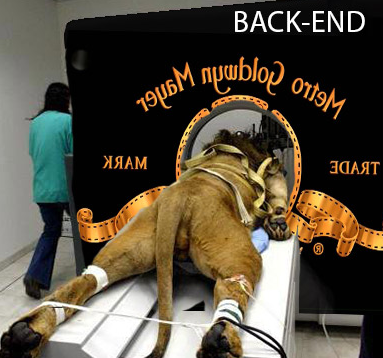 BACK-END
Metro Goldwyn Mayer
TRADE
MARK
®